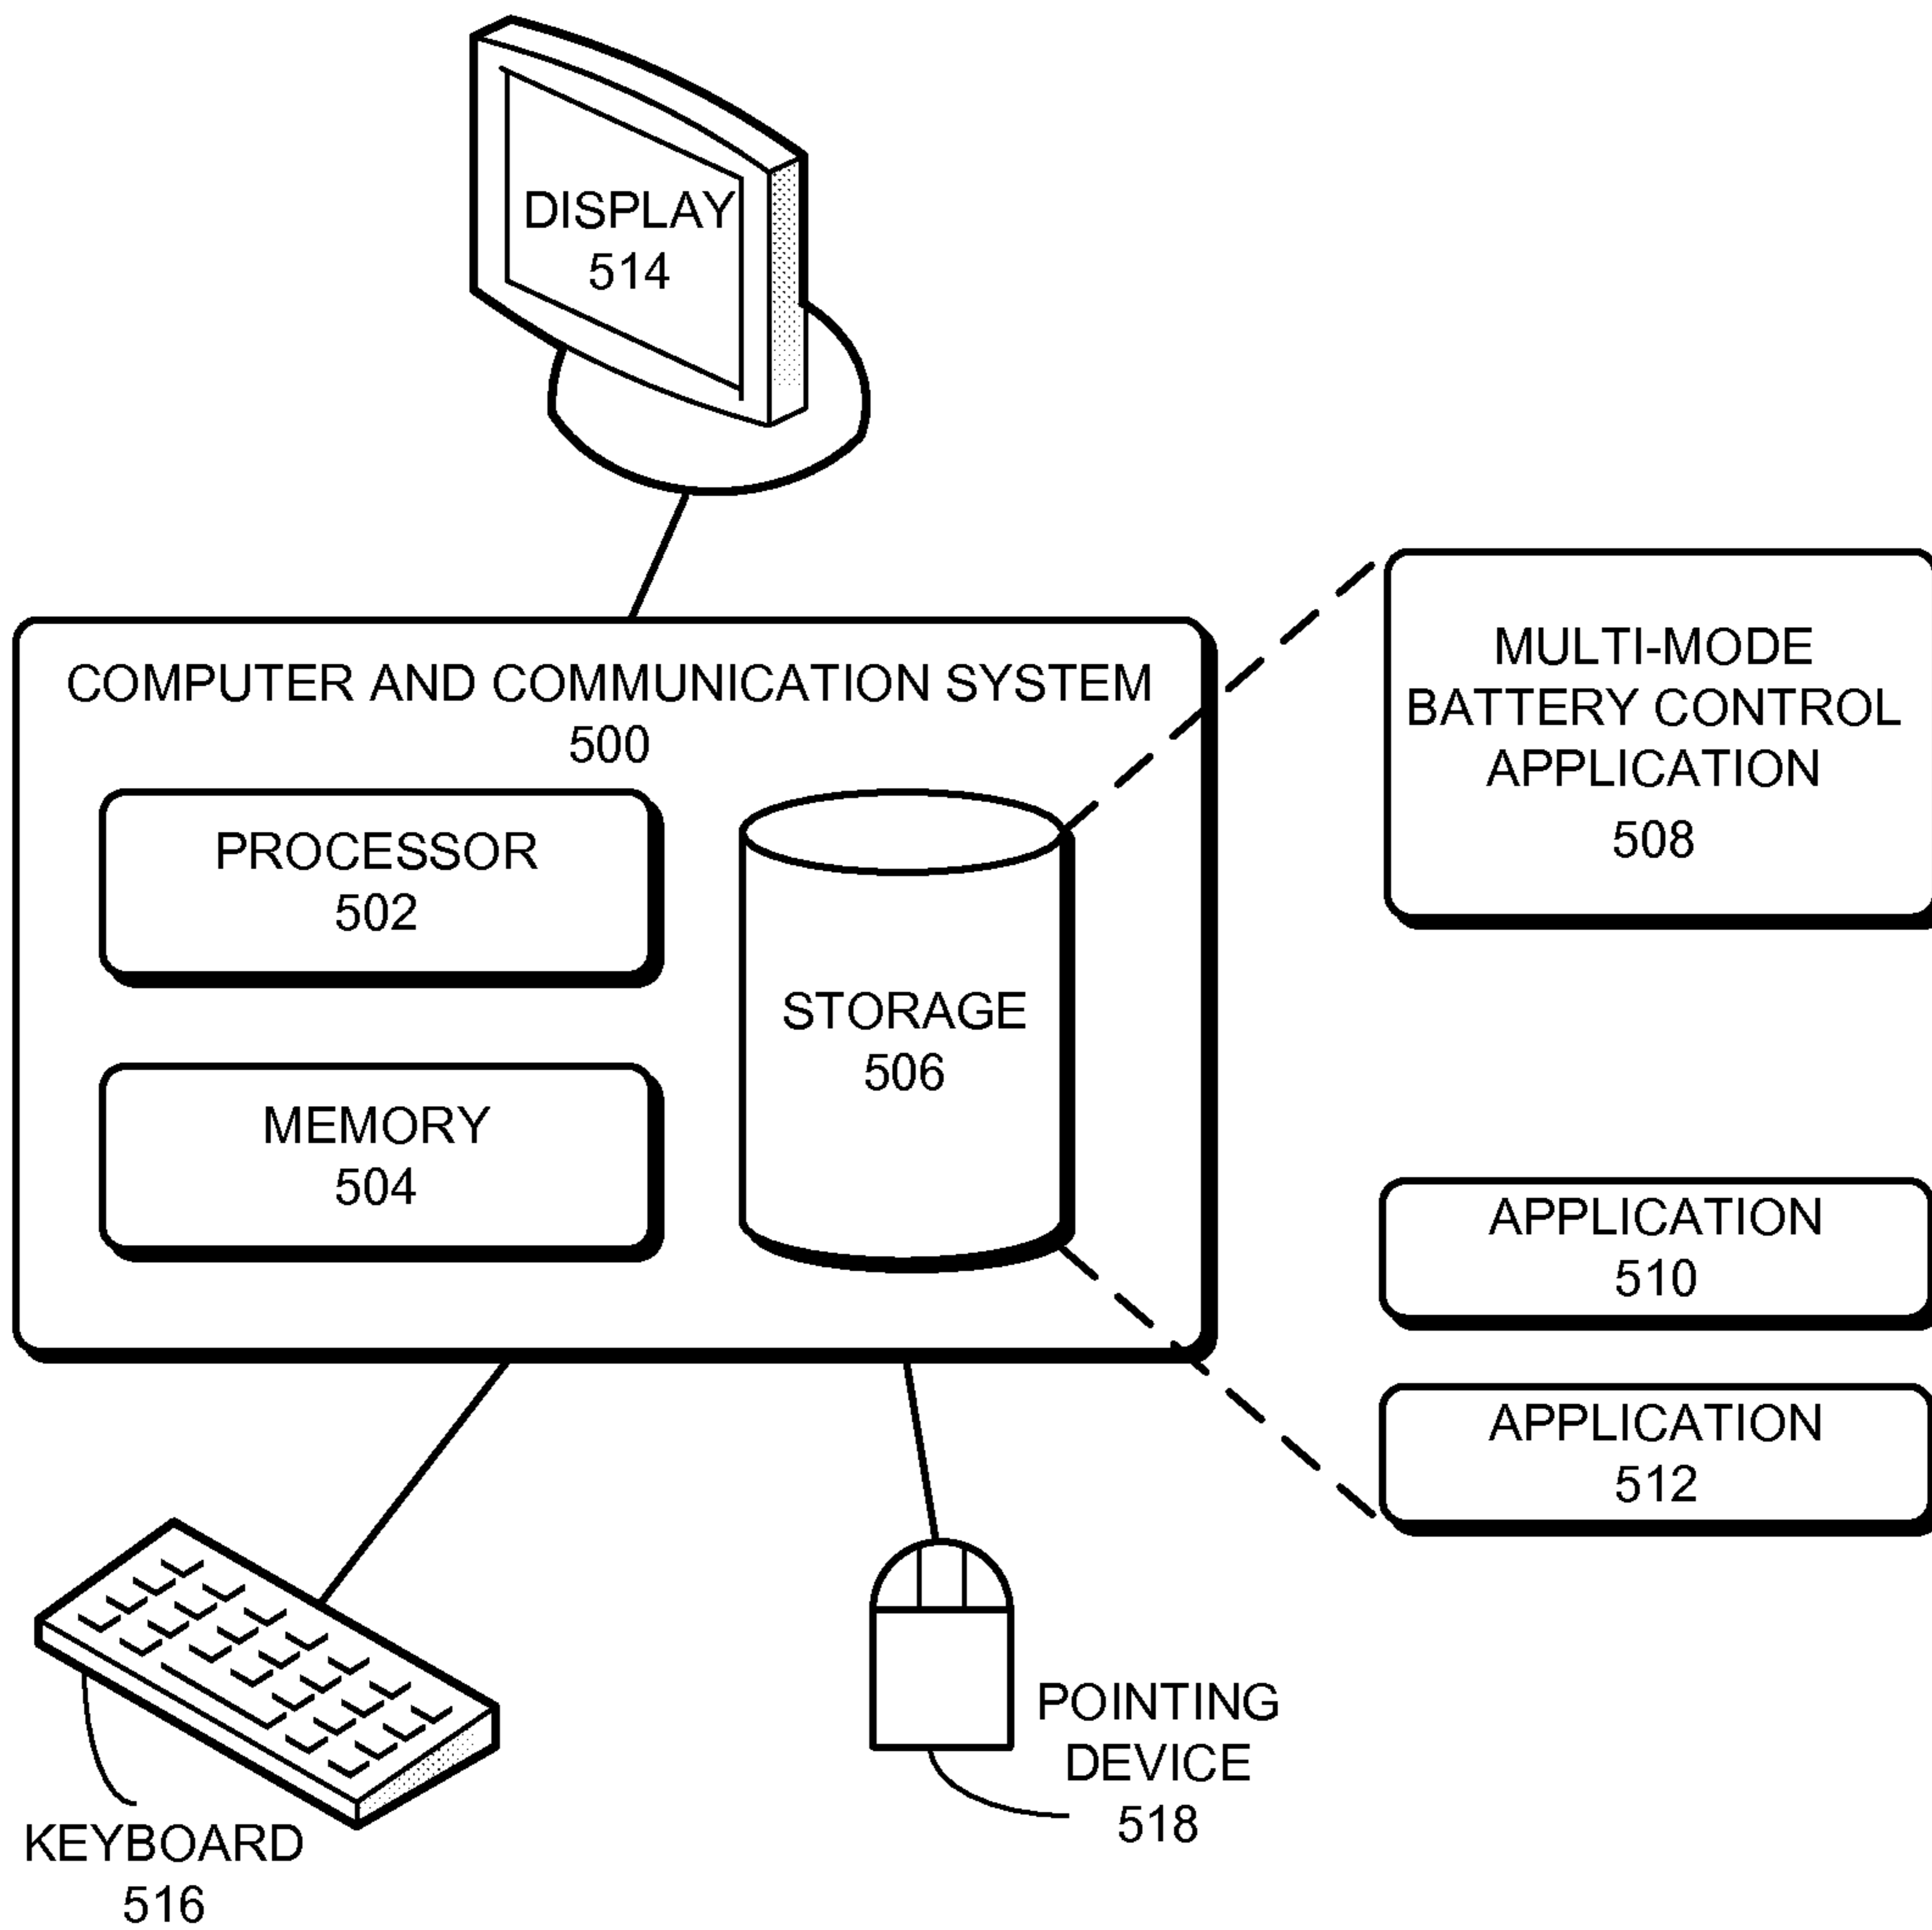 DISPLAY
514
COMPUTER AND COMMUNICATION SYSTEM
500
PROCESSOR
502
MEMORY
504
STORAGE
506
MULTI-MODE
BATTERY CONTROL
APPLICATION
508
APPLICATION
510
APPLICATION
512
KEYBOARD
516
POINTING
DEVICE
518